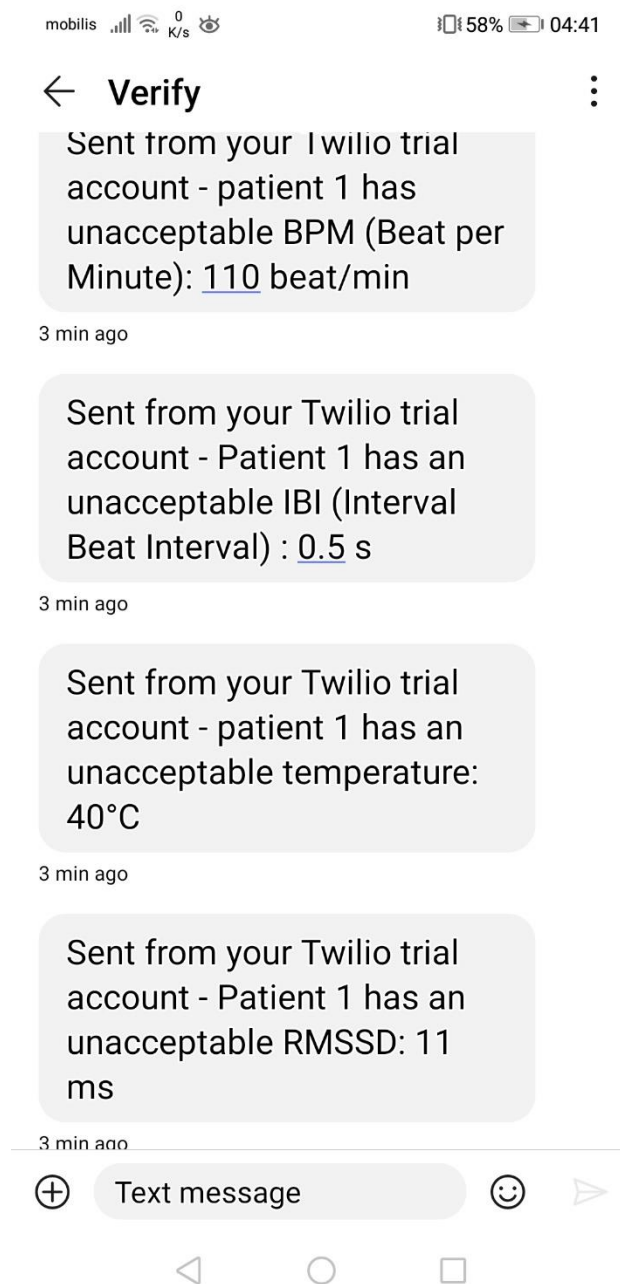 mobilis 0 K/s 58% 04:41
Verify
Sent from your Twilio trial
account - patient 1 has
unacceptable BPM (Beat per
Minute): 110 beat/min
3 min ago
Sent from your Twilio trial
account - Patient 1 has an
unacceptable IBI (Interval
Beat Interval) : 0.5 s
3 min ago
Sent from your Twilio trial
account - patient 1 has an
unacceptable temperature:
40°C
3 min ago
Sent from your Twilio trial
account - Patient 1 has an
unacceptable RMSSD: 11
ms
3 min ago
Text message